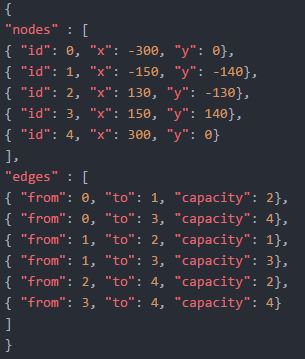 {
"nodes" : [
{ "id": 0, "x": -300, "y": 0},
{ "id": 1, "x": -150, "y": -140},
{ "id": 2, "x": 130, "y": -130},
{ "id": 3, "x": 150, "y": 140},
{ "id": 4, "x": 300, "y": 0}
],
"edges" : [
{ "from": 0, "to": 1, "capacity": 2},
{ "from": 0, "to": 3, "capacity": 4},
{ "from": 1, "to": 2, "capacity": 1},
{ "from": 1, "to": 3, "capacity": 3},
{ "from": 2, "to": 4, "capacity": 2},
{ "from": 3, "to": 4, "capacity": 4}
]
}